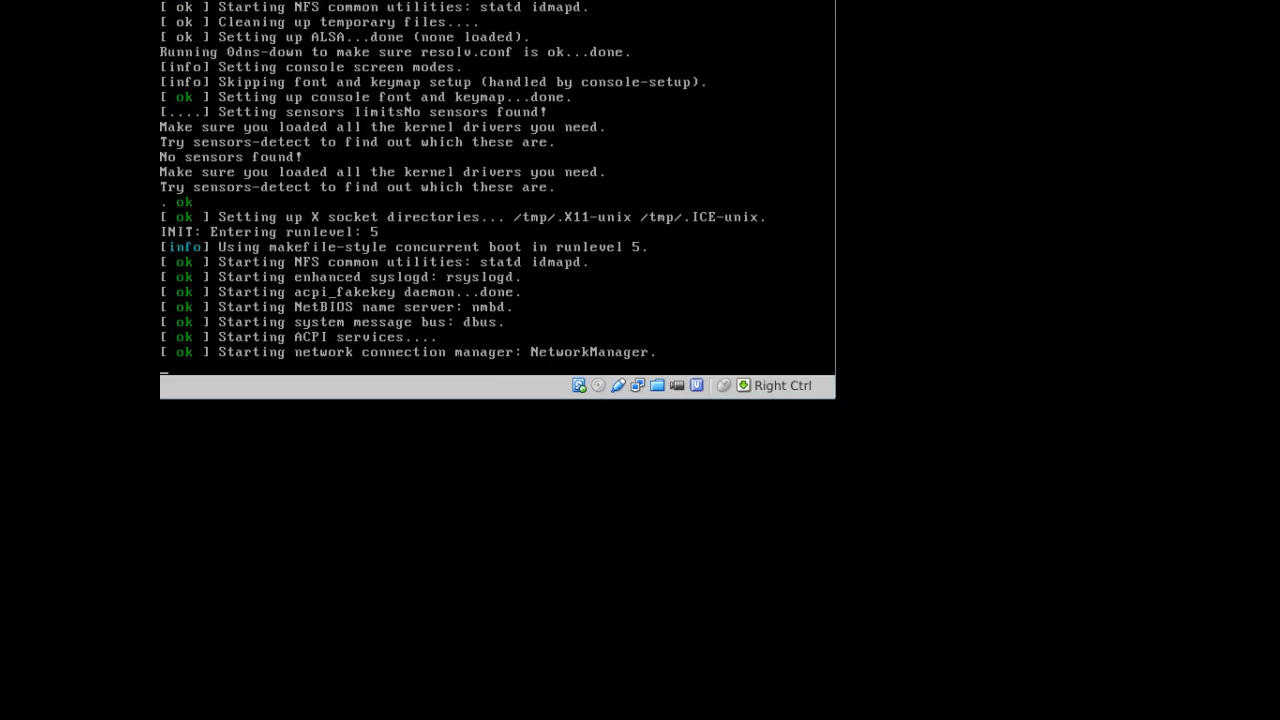 [ ok ] Starting NFS common utilities: statd idmapd.
[ ok ] Cleaning up temporary files....
[ ok ] Setting up ALSA...done (none loaded).
Running 0dns-down to make sure resolv.conf is ok...done.
[info] Setting console screen modes.
[info] Skipping font and keymap setup (handled by console-setup).
[ ok ] Setting up console font and keymap...done.
[....] Setting sensors limitsNo sensors found!
Make sure you loaded all the kernel drivers you need.
Try sensors-detect to find out which these are.
No sensors found!
Make sure you loaded all the kernel drivers you need.
Try sensors-detect to find out which these are.
. ok
[ ok ] Setting up X socket directories... /tmp/.X11-unix /tmp/.ICE-unix.
INIT: Entering runlevel: 5
[info] Using makefile-style concurrent boot in runlevel 5.
[ ok ] Starting NFS common utilities: statd idmapd.
[ ok ] Starting enhanced syslogd: rsyslogd.
[ ok ] Starting acpi_fakekey daemon...done.
[ ok ] Starting NetBIOS name server: nmbd.
[ ok ] Starting system message bus: dbus.
[ ok ] Starting ACPI services....
[ ok ] Starting network connection manager: NetworkManager.
_
Right Ctrl